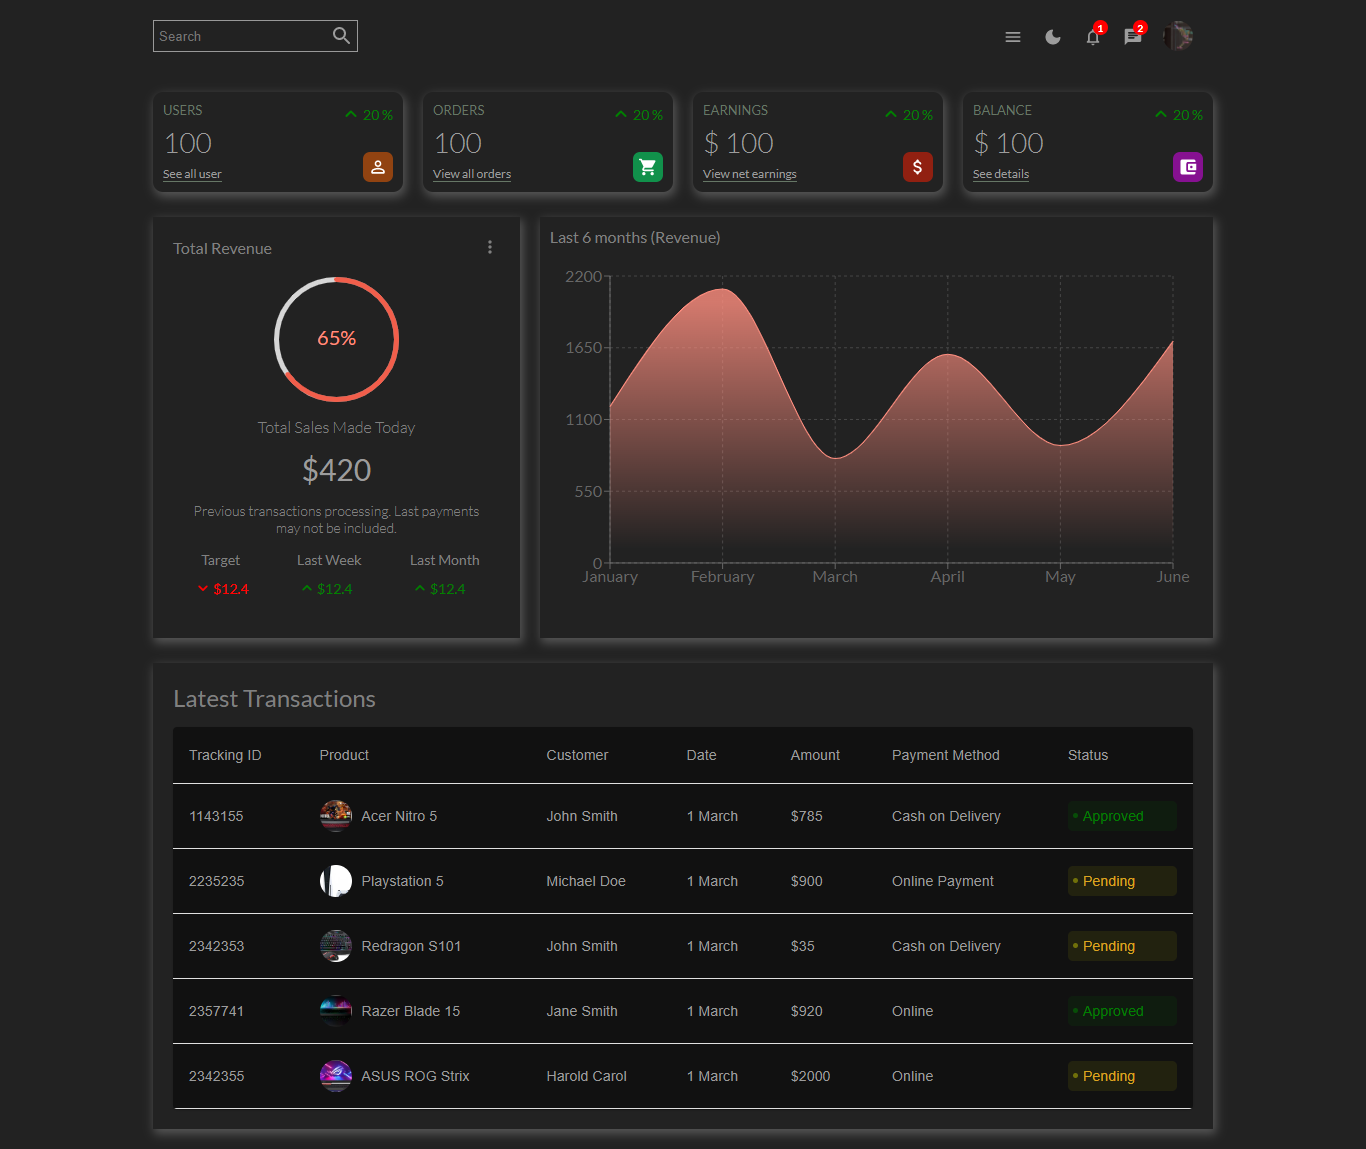 Search
1
2
USERS
20 %
100
See all user
ORDERS
20 %
100
View all orders
EARNINGS
20 %
$ 100
View net earnings
BALANCE
20 %
$ 100
See details
Total Revenue
65%
Total Sales Made Today
$420
Previous transactions processing. Last payments
may not be included.
Target Last Week Last Month
$12.4 $12.4 $12.4
Last 6 months (Revenue)
2200
1650
1100
550
0
January February March April May June
Latest Transactions
Tracking ID Product Customer Date Amount Payment Method Status
1143155 Acer Nitro 5 John Smith 1 March $785 Cash on Delivery Approved
2235235 Playstation 5 Michael Doe 1 March $900 Online Payment Pending
2342353 Redragon S101 John Smith 1 March $35 Cash on Delivery Pending
2357741 Razer Blade 15 Jane Smith 1 March $920 Online Approved
2342355 ASUS ROG Strix Harold Carol 1 March $2000 Online Pending